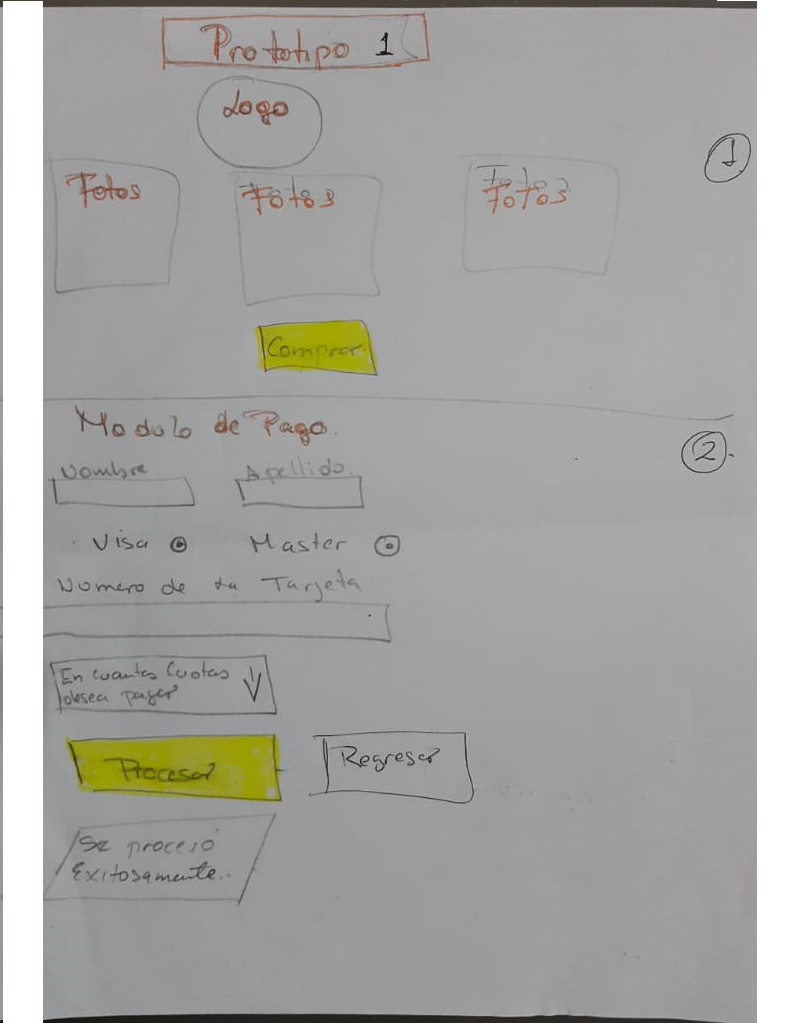 Prototipo 1
Logo
1
Fotos
Fotos
Fotos
Comprar.
Modulo de Pago.
2.
Nombre
Apellido.
Visa
Master
Numero de tu Tarjeta
En cuantas Cuotas
desea pagar
Procesar
Regresar
Se procesó
Exitosamente..